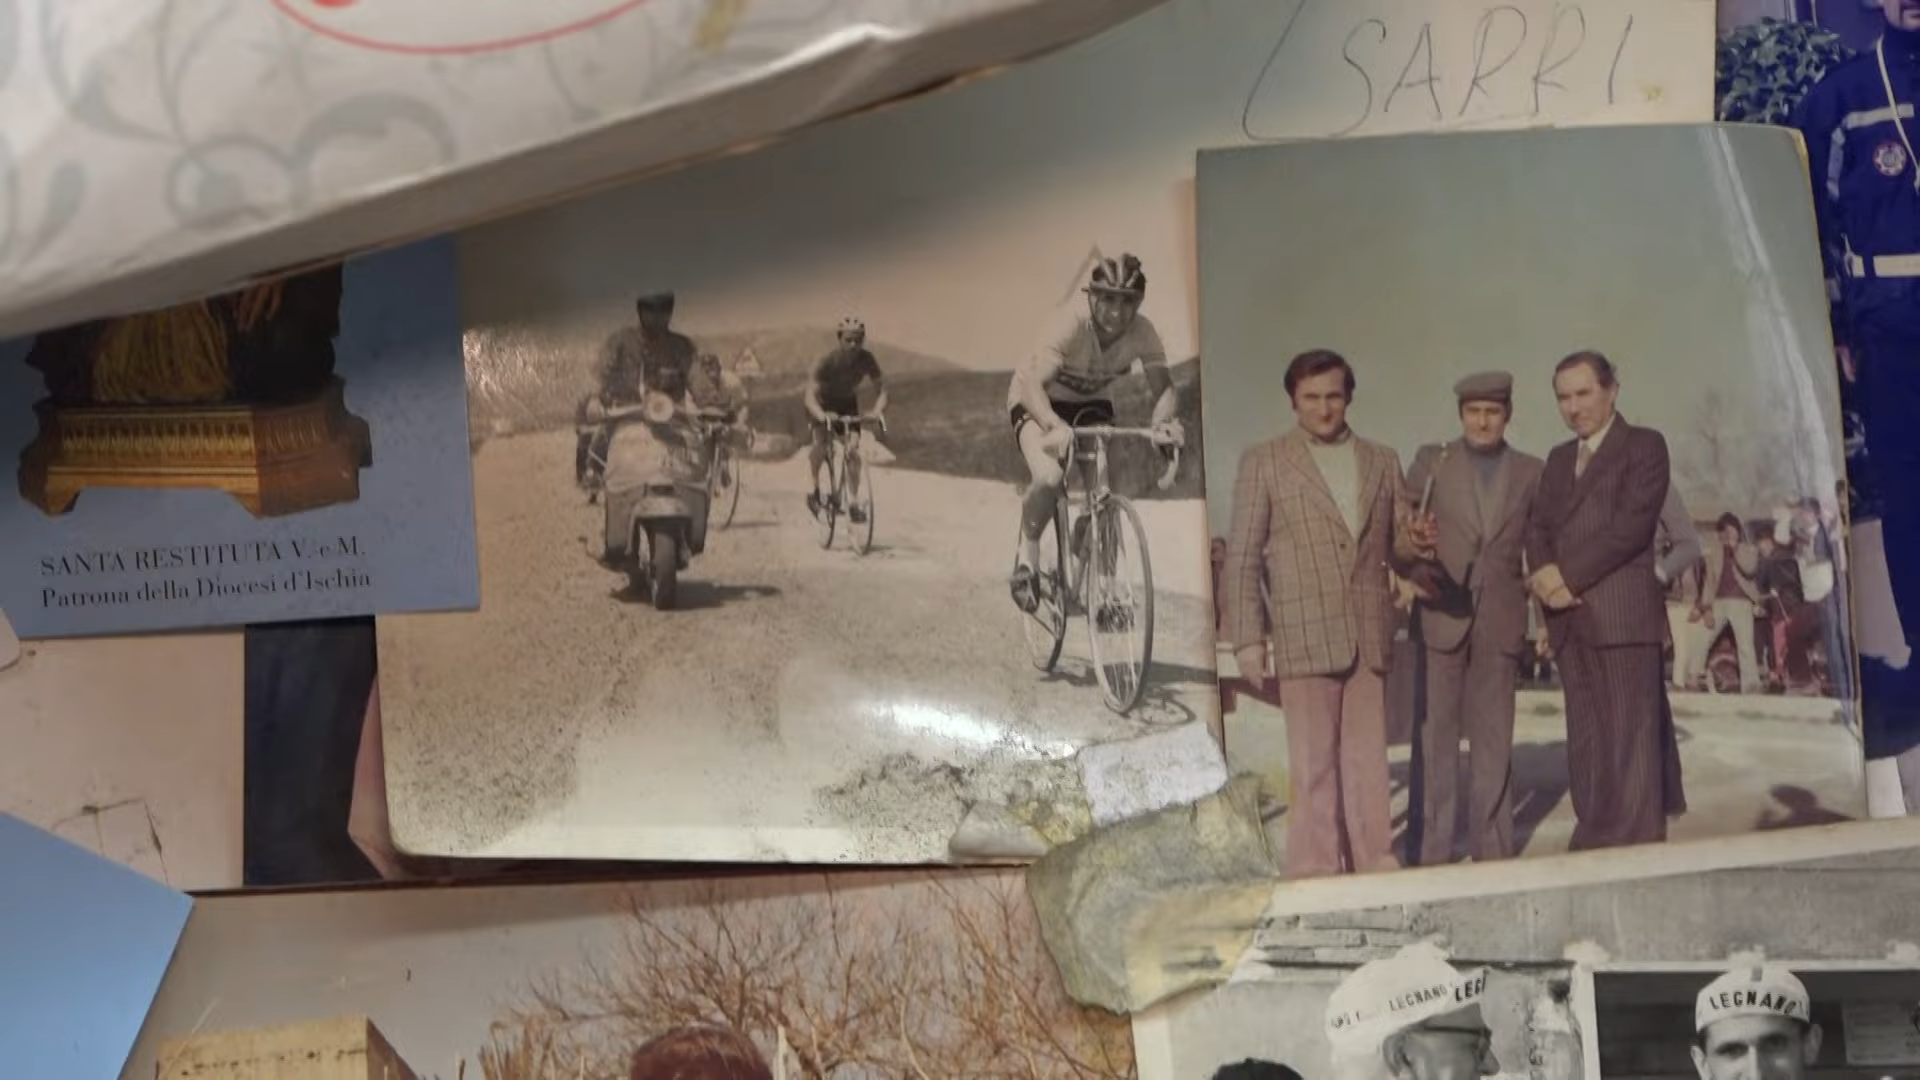 SARRI
SANTA RESTITUTA V. e M.
Patrona della Diocesi d'Ischia
LEGNANO
LEGNANO